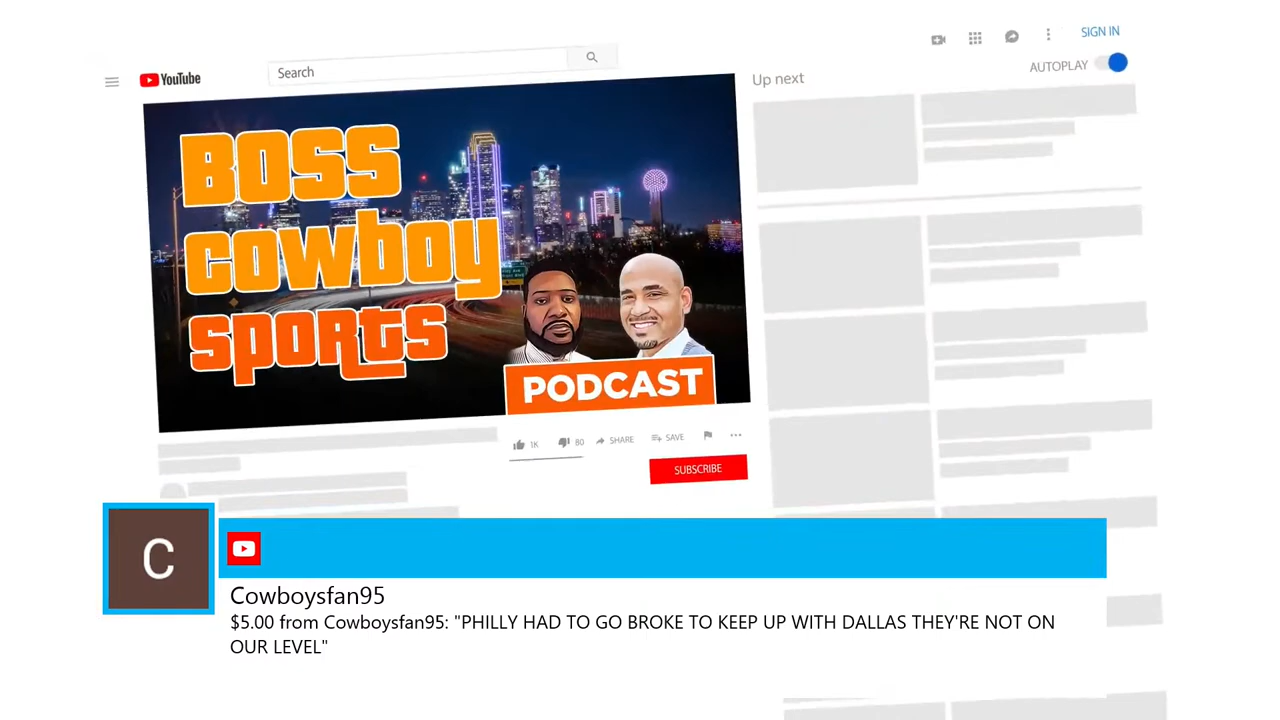 SIGN IN
YouTube
Search
Up next
AUTOPLAY
BOSS
cowboy
sports
PODCAST
1K
80
SHARE
SAVE
SUBSCRIBE
C
Cowboysfan95
$5.00 from Cowboysfan95: "PHILLY HAD TO GO BROKE TO KEEP UP WITH DALLAS THEY'RE NOT ON
OUR LEVEL"